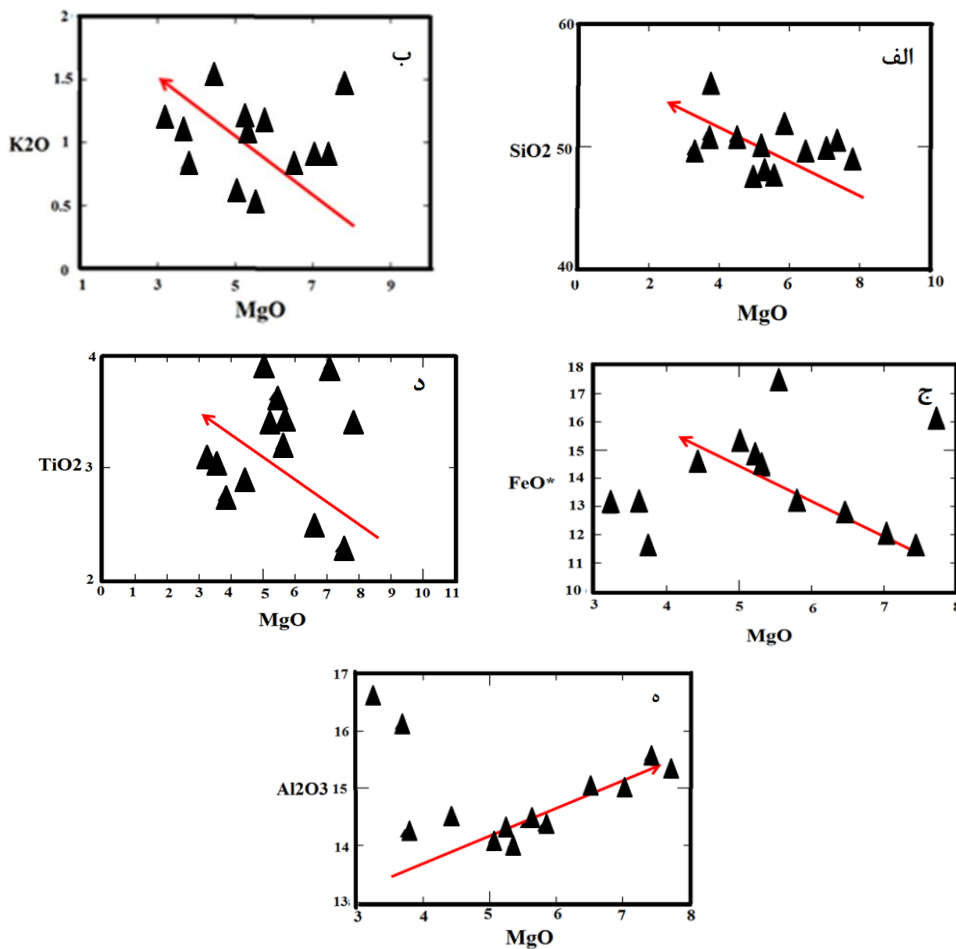 ب
2
1.5
1
0.5
0
K2O
1 3 5 7 9
MgO
الف
60
50
40
SiO2
0 2 4 6 8 10
MgO
د
4
3
2
TiO2
0 1 2 3 4 5 6 7 8 9 10 11
MgO
ج
18
17
16
15
14
13
12
11
10
FeO*
3 4 5 6 7 8
MgO
ه
17
16
15
14
13
Al2O3
3 4 5 6 7 8
MgO